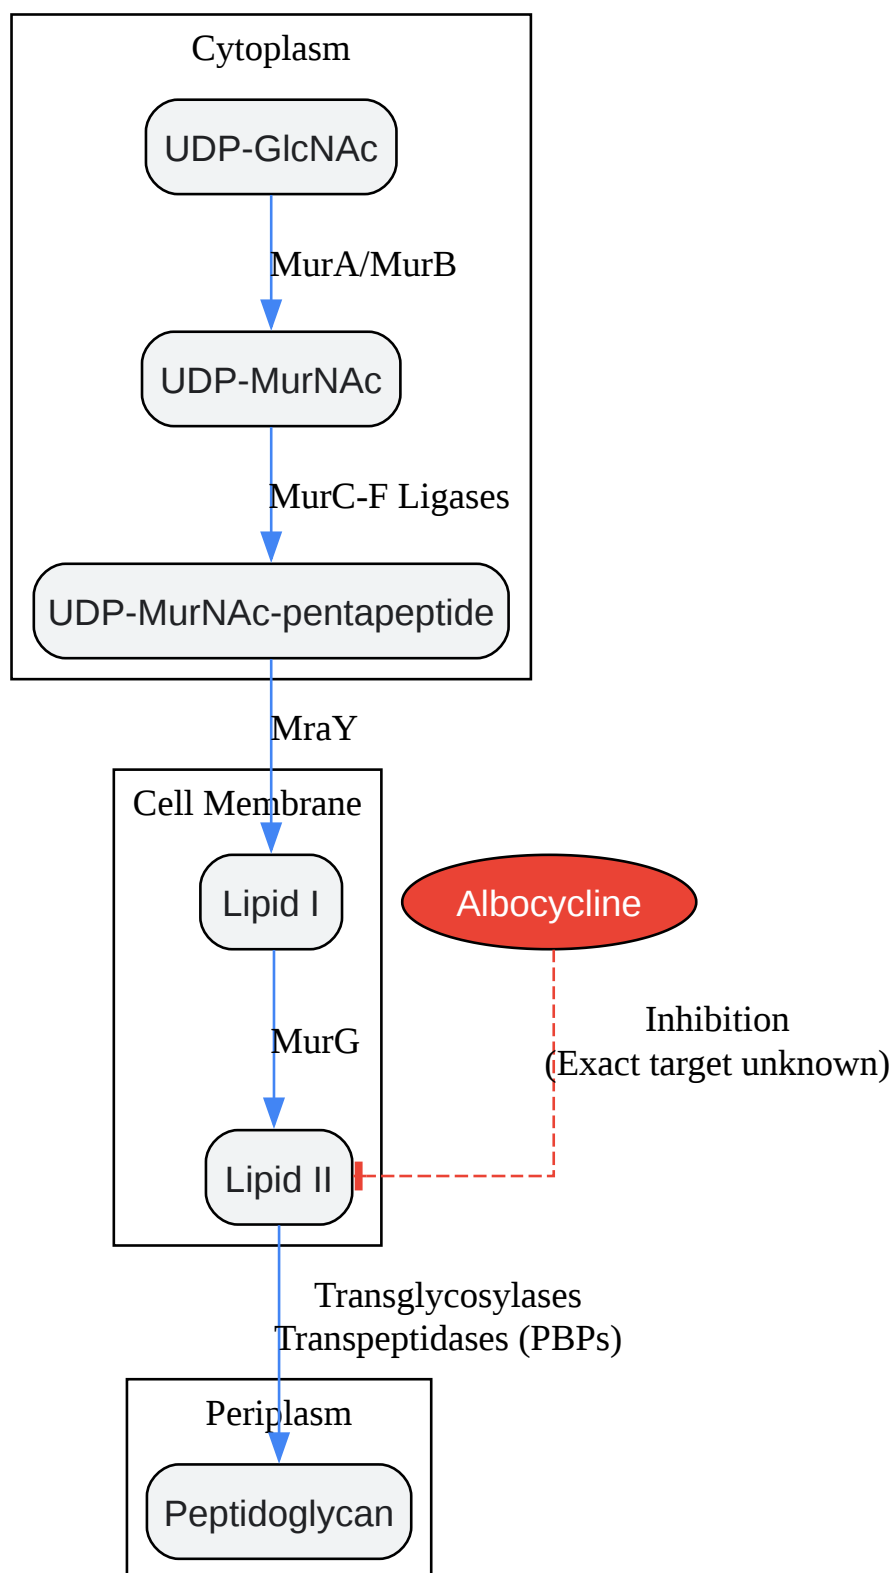 Cytoplasm
UDP-GlcNAc
MurA/MurB
UDP-MurNAc
MurC-F Ligases
UDP-MurNAc-pentapeptide
MraY
Cell Membrane
Lipid I
Albocycline
Inhibition
(Exact target unknown)
MurG
Lipid II
Transglycosylases
Transpeptidases (PBPs)
Periplasm
Peptidoglycan